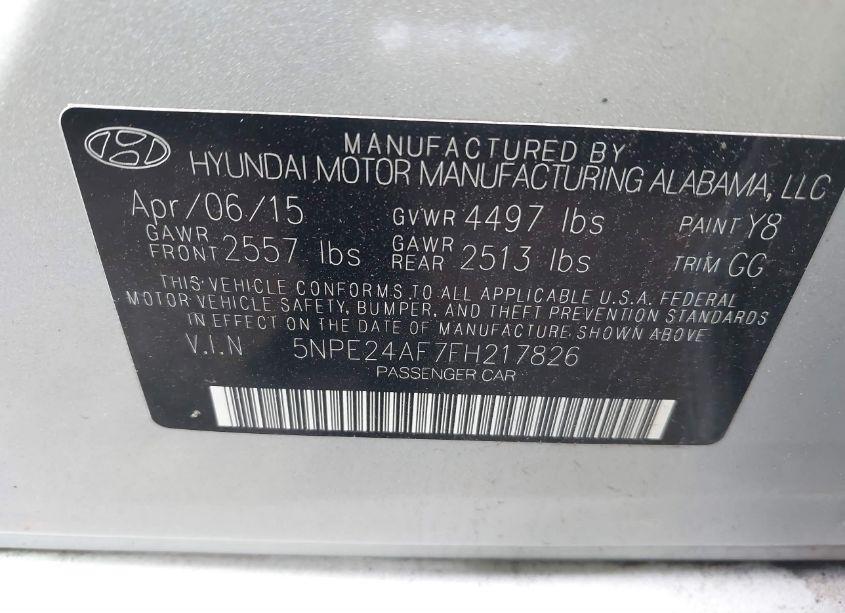 MANUFACTURED BY
HYUNDAI MOTOR MANUFACTURING ALABAMA, LLC
Apr/06/15 GVWR 4497 lbs PAINT Y8
GAWR FRONT 2557 lbs GAWR REAR 2513 lbs TRIM GG
THIS VEHICLE CONFORMS TO ALL APPLICABLE U.S.A. FEDERAL
MOTOR VEHICLE SAFETY, BUMPER, AND THEFT PREVENTION STANDARDS
IN EFFECT ON THE DATE OF MANUFACTURE SHOWN ABOVE
V.I.N 5NPE24AF7FH217826
PASSENGER CAR